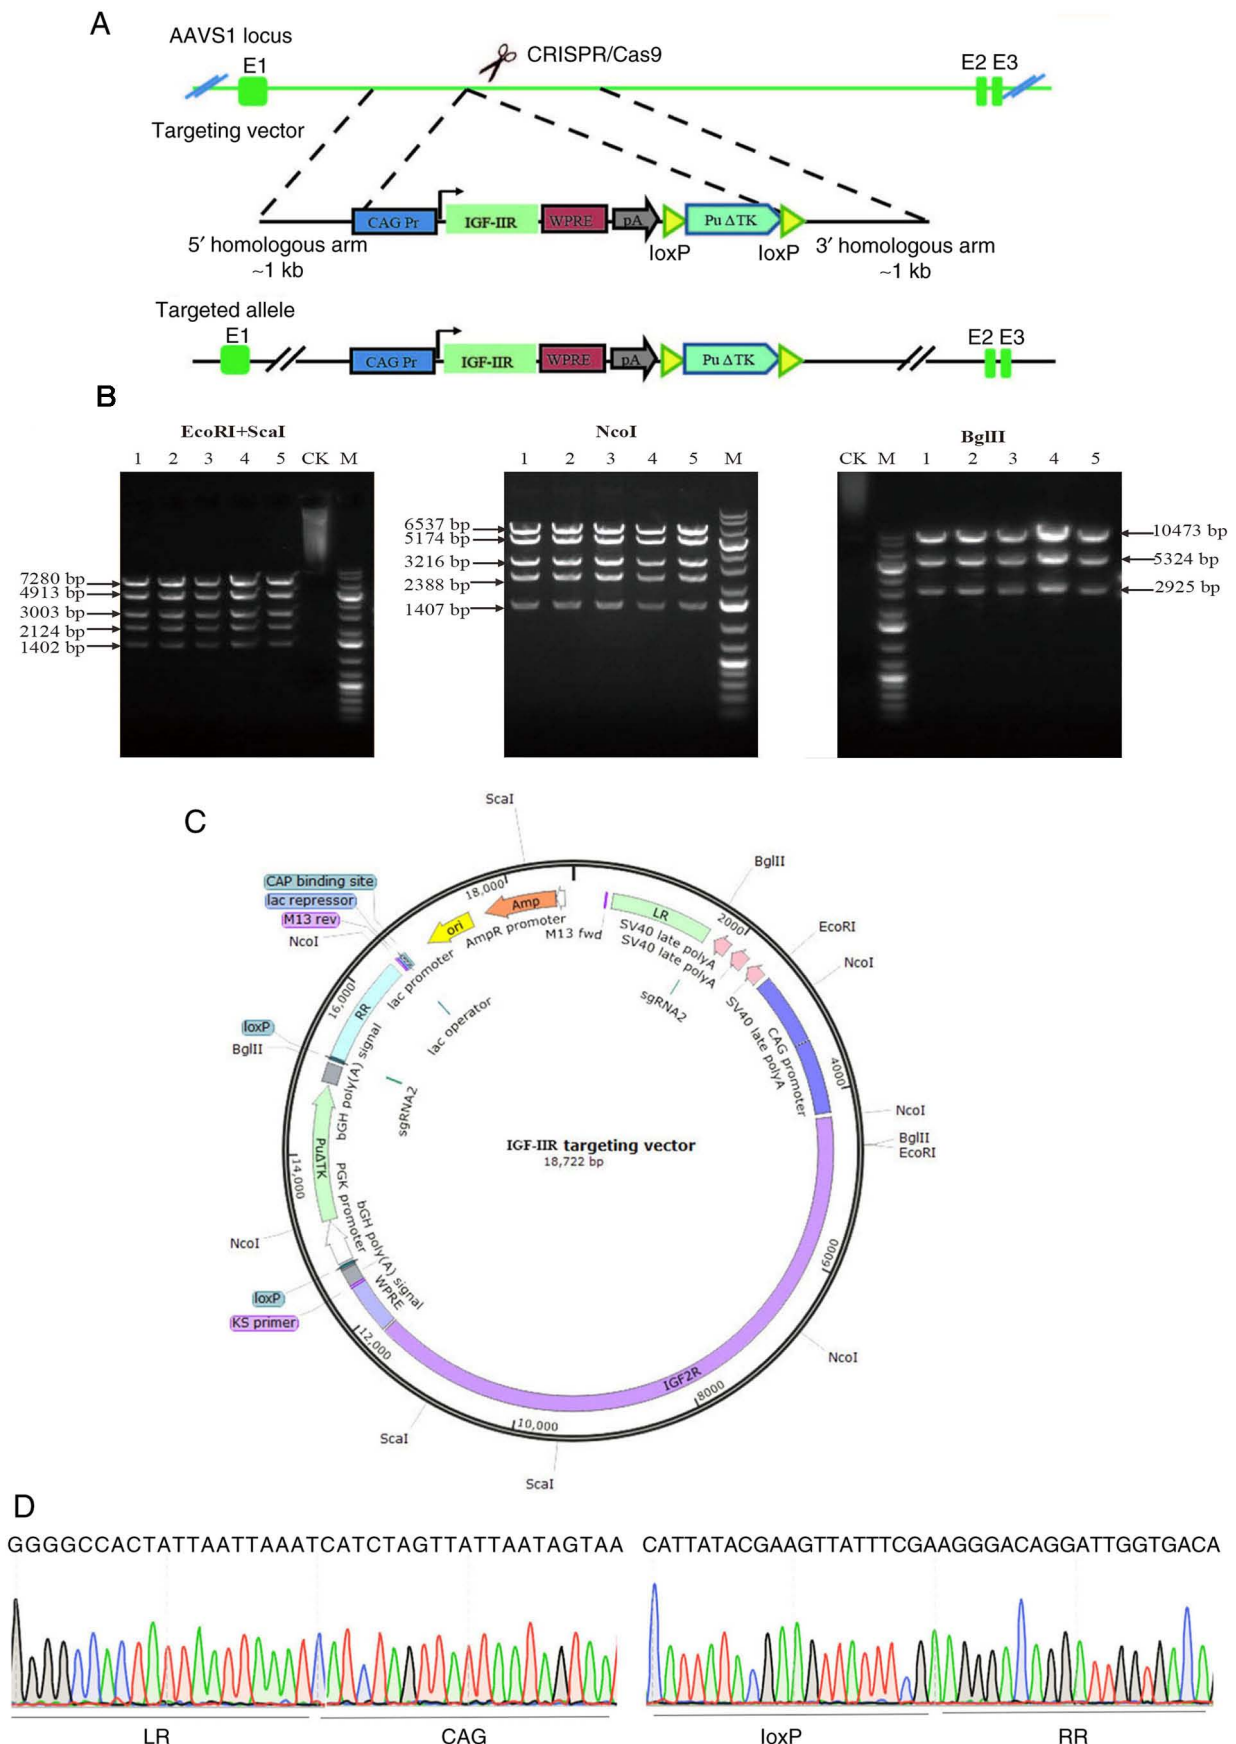 A
AAVS1 locus
E1
CRISPR/Cas9
E2 E3
Targeting vector
CAG Pr
IGF-IIR
WPRE
pA
Pu ΔTK
loxP
loxP
5′ homologous arm
~1 kb
3′ homologous arm
~1 kb
Targeted allele
E1
E2 E3
CAG Pr
IGF-IIR
WPRE
pA
Pu ΔTK
B
EcoRI+ScaI
1 2 3 4 5 CK M
7280 bp
4913 bp
3003 bp
2124 bp
1402 bp
NcoI
1 2 3 4 5 M
6537 bp
5174 bp
3216 bp
2388 bp
1407 bp
BglII
CK M 1 2 3 4 5
10473 bp
5324 bp
2925 bp
C
ScaI
BglII
EcoRI
NcoI
NcoI
BglII
EcoRI
NcoI
ScaI
ScaI
KS primer
loxP
NcoI
BglII
loxP
NcoI
M13 rev
lac repressor
CAP binding site
18,000
2000
4000
6000
8000
10,000
12,000
14,000
16,000
Amp
AmpR promoter
ori
M13 fwd
LR
SV40 late polyA
SV40 late polyA
SV40 late polyA
sgRNA2
CAG promoter
IGF2R
WPRE
bGH poly(A) signal
PGK promoter
PuΔTK
bGH poly(A) signal
RR
lac promoter
lac operator
sgRNA2
IGF-IIR targeting vector
18,722 bp
D
GGGGCCACTATTAATTAAATCATCTAGTTATTAATAGTAA
CATTATACGAAGTTATTTCGAAGGGACAGGATTGGTGACA
LR
CAG
loxP
RR